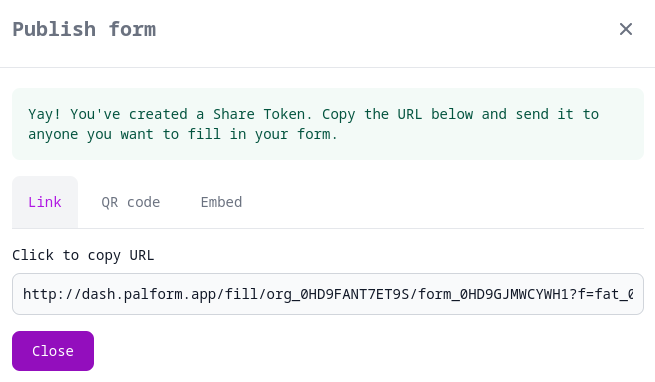 Publish form
Yay! You've created a Share Token. Copy the URL below and send it to
anyone you want to fill in your form.
Link
QR code
Embed
Click to copy URL
http://dash.palform.app/fill/org_0HD9FANT7ET9S/form_0HD9GJMWCYWH1?f=fat_0
Close